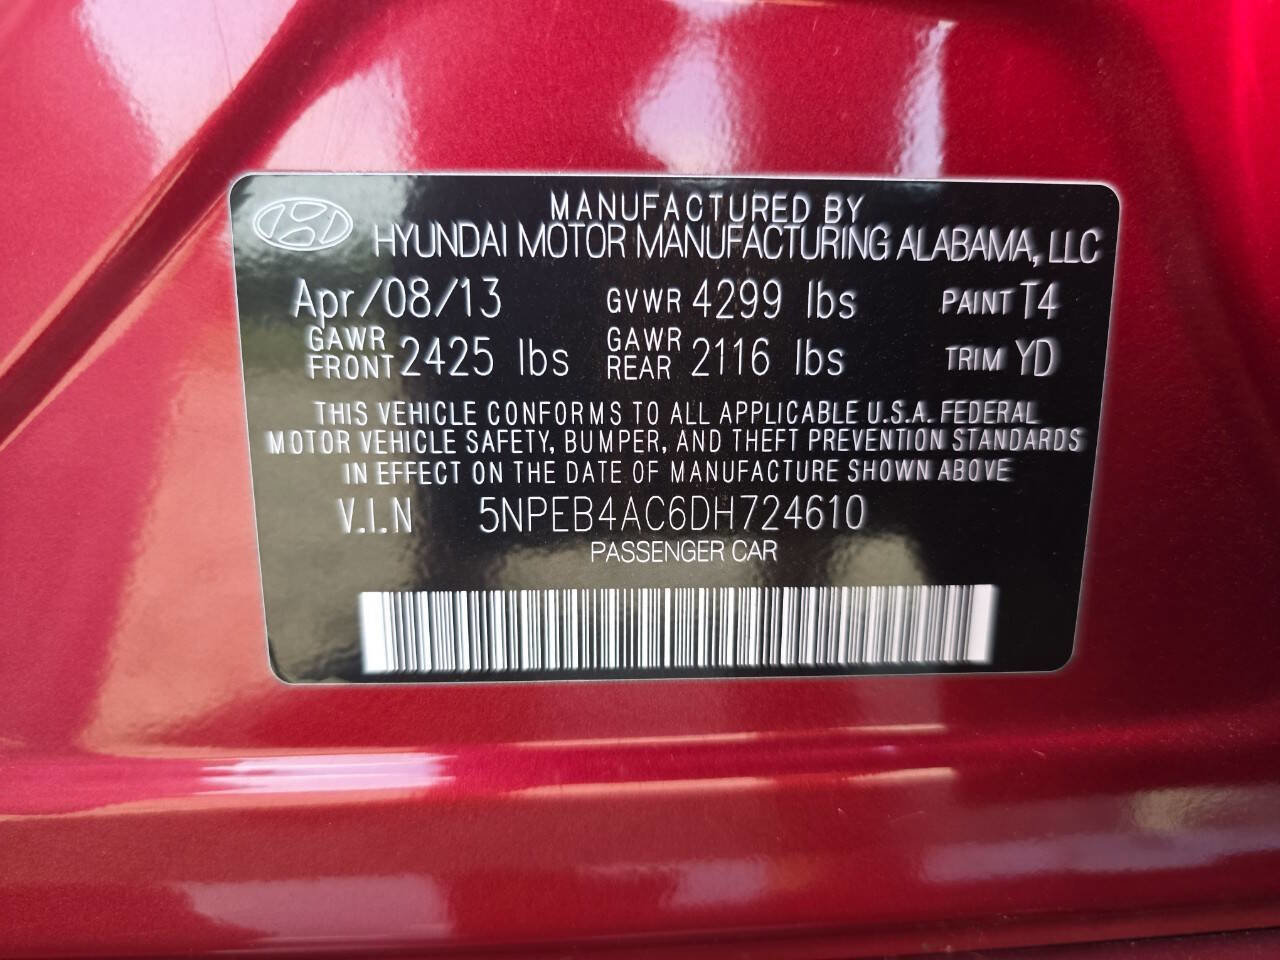 MANUFACTURED BY
HYUNDAI MOTOR MANUFACTURING ALABAMA, LLC
Apr/08/13 GVWR 4299 lbs PAINT T4
GAWR FRONT 2425 lbs GAWR REAR 2116 lbs TRIM YD
THIS VEHICLE CONFORMS TO ALL APPLICABLE U.S.A. FEDERAL
MOTOR VEHICLE SAFETY, BUMPER, AND THEFT PREVENTION STANDARDS
IN EFFECT ON THE DATE OF MANUFACTURE SHOWN ABOVE
V.I.N 5NPEB4AC6DH724610
PASSENGER CAR